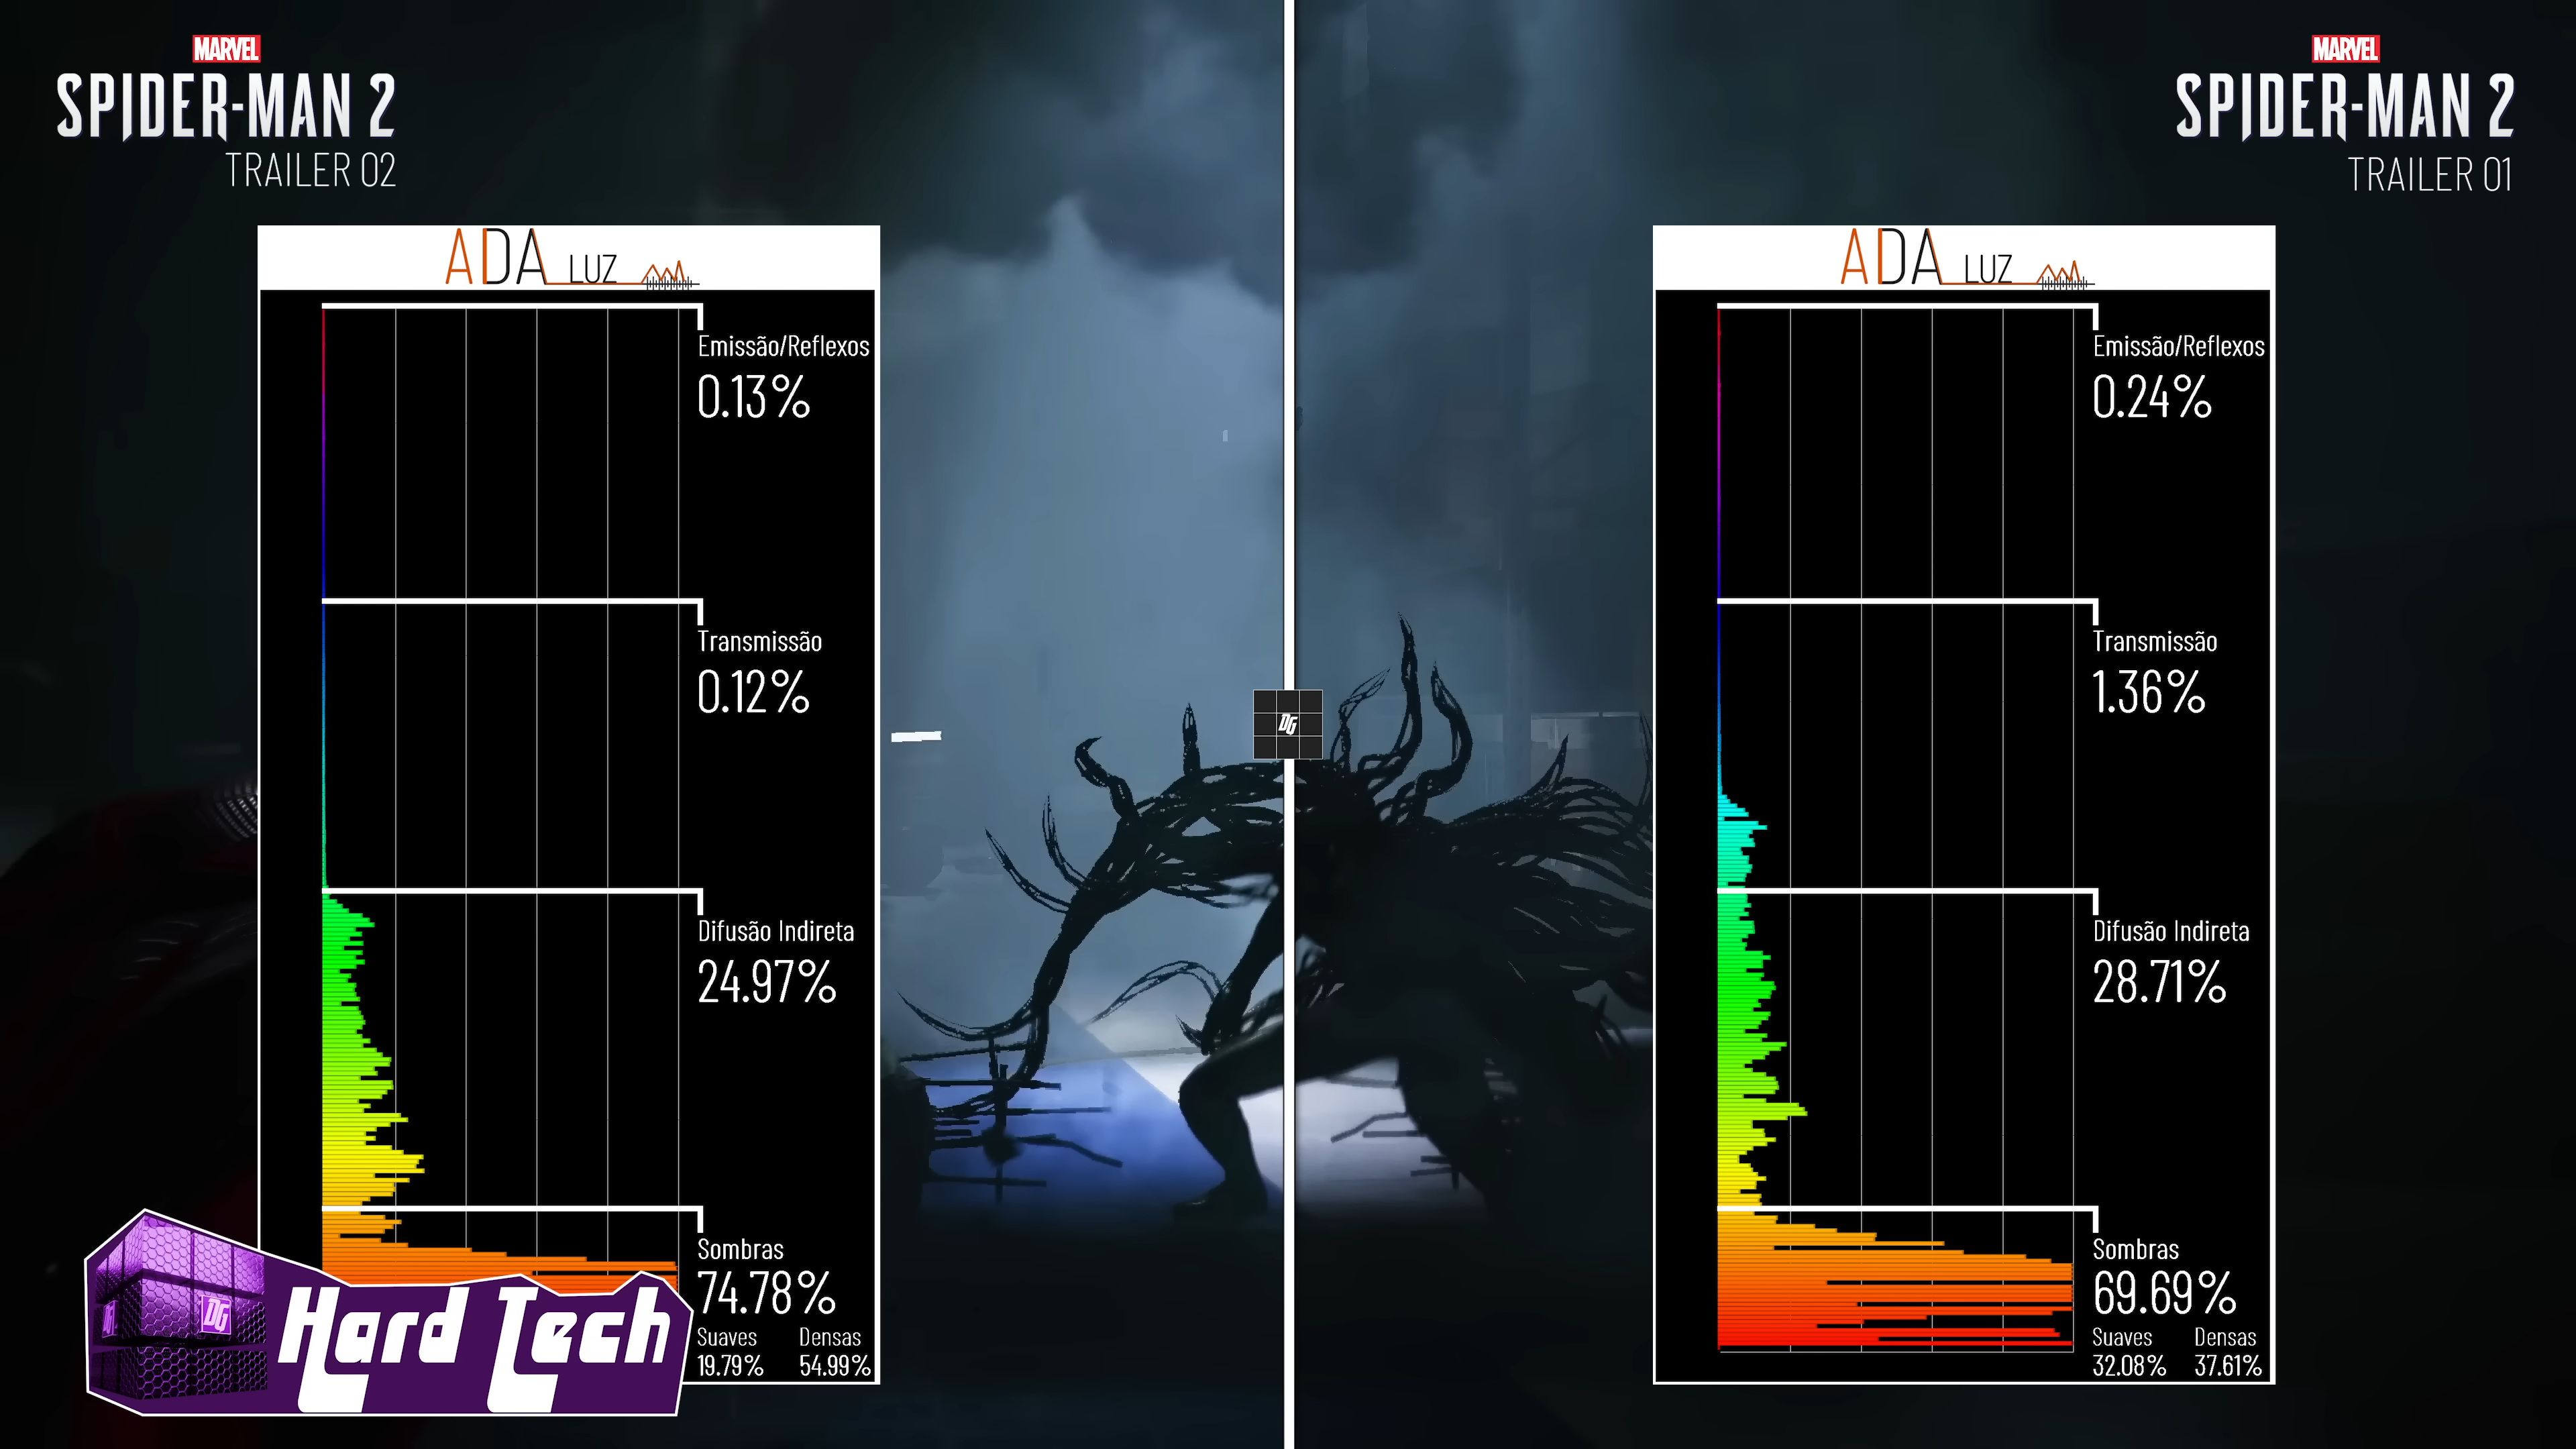 MARVEL
SPIDER-MAN 2
TRAILER 02
ADA LUZ
Emissão/Reflexos
0.13%
Transmissão
0.12%
Difusão Indireta
24.97%
Sombras
74.78%
Suaves Densas
19.79% 54.99%
Hard Tech
DG
DG
MARVEL
SPIDER-MAN 2
TRAILER 01
ADA LUZ
Emissão/Reflexos
0.24%
Transmissão
1.36%
Difusão Indireta
28.71%
Sombras
69.69%
Suaves Densas
32.08% 37.61%